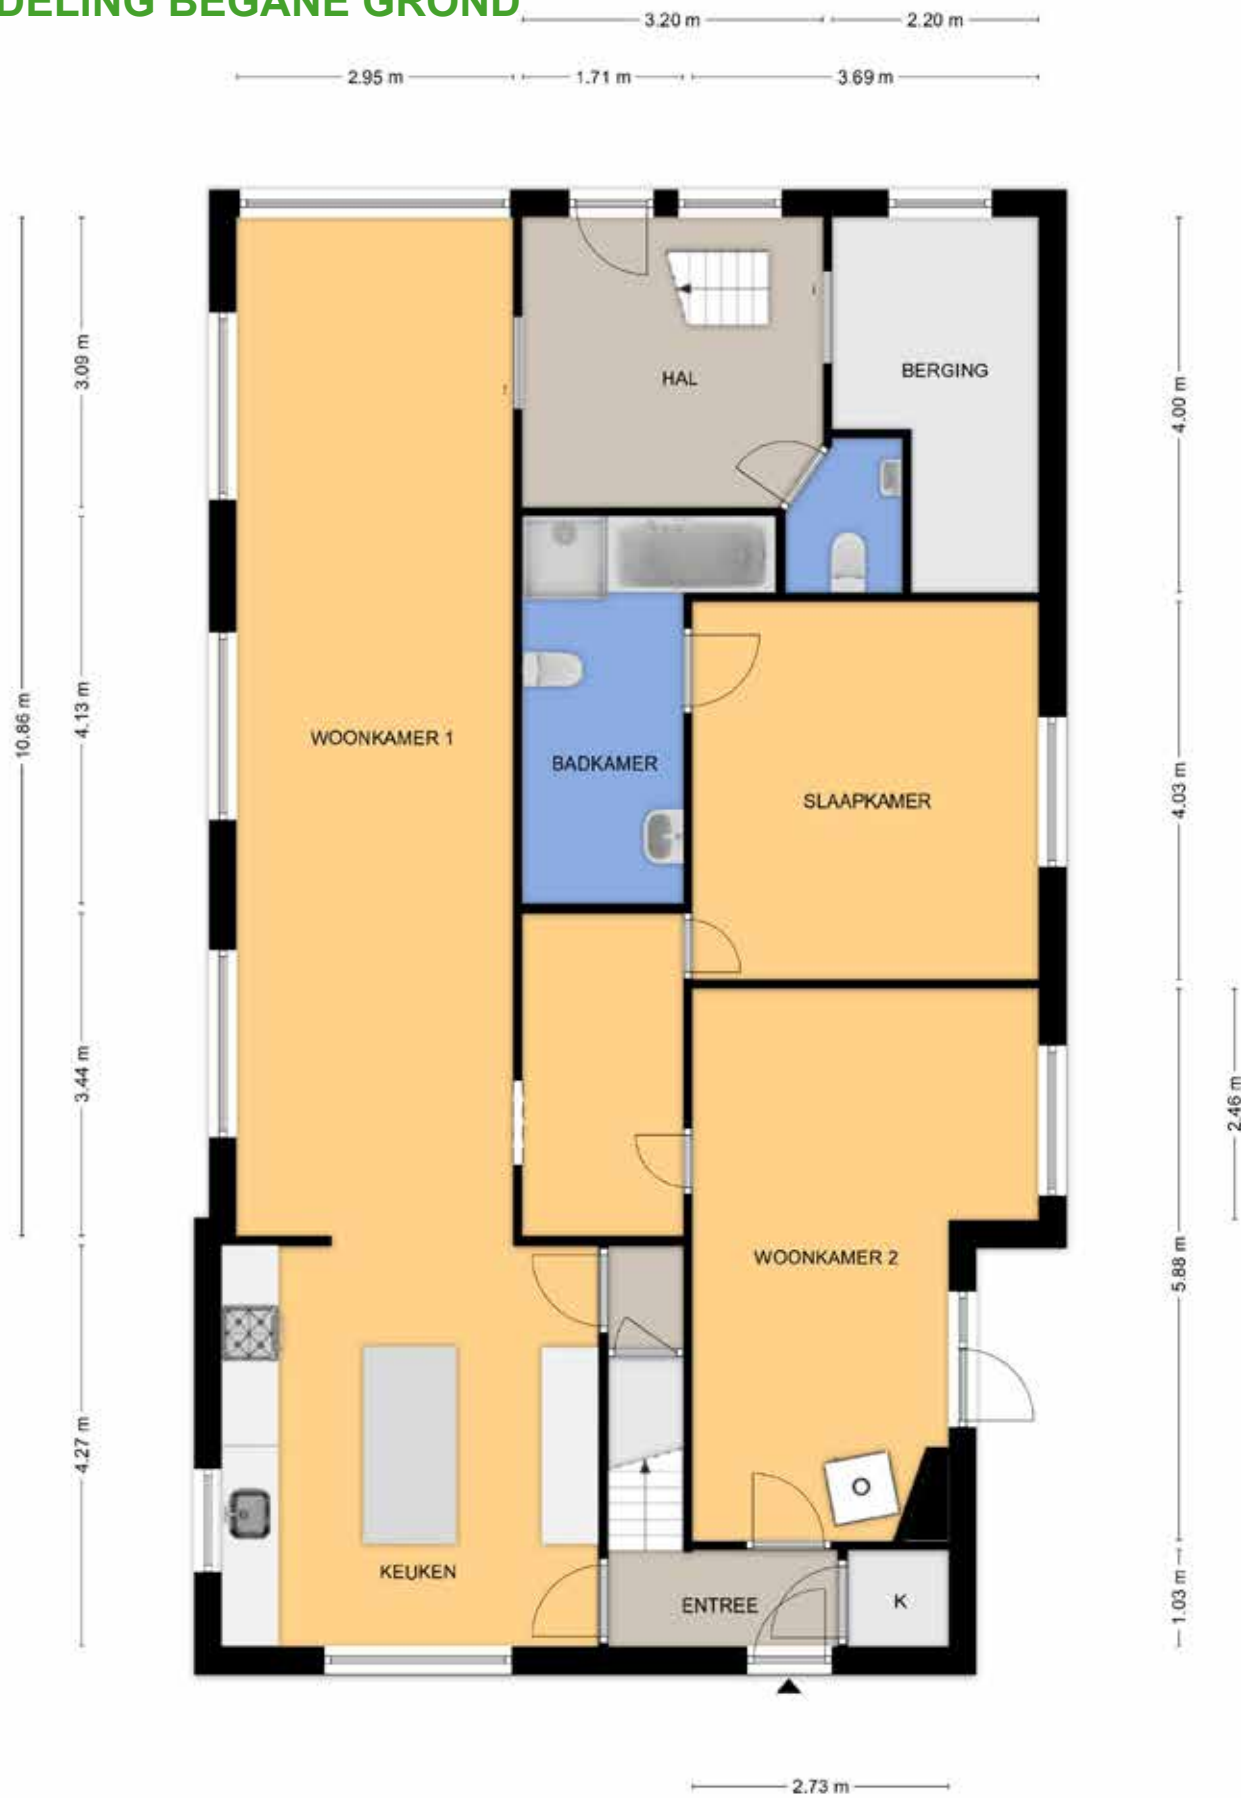 DELING BEGANE GROND
3.20 m
2.20 m
2.95 m
1.71 m
3.69 m
3.09 m
4.00 m
HAL
BERGING
10.86 m
4.13 m
WOONKAMER 1
BADKAMER
SLAAPKAMER
4.03 m
3.44 m
2.46 m
WOONKAMER 2
5.88 m
4.27 m
KEUKEN
ENTREE
K
1.03 m
2.73 m